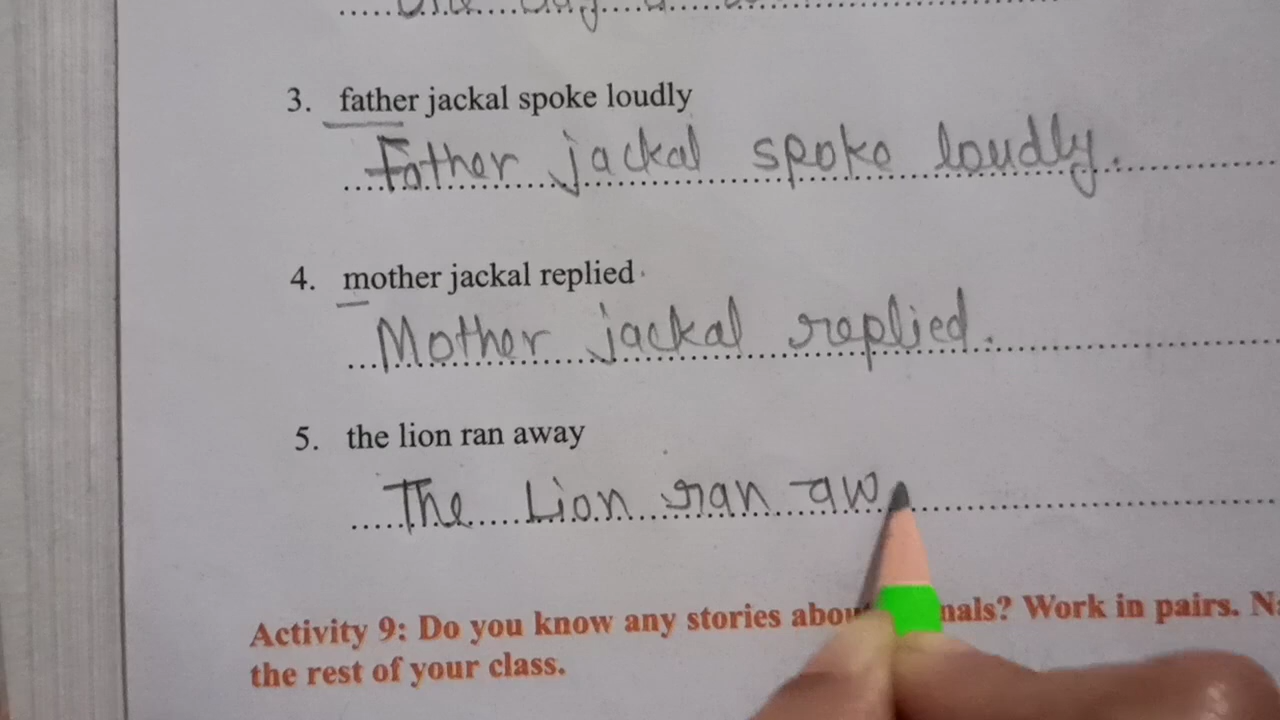 3. father jackal spoke loudly
Father jackal spoke loudly.
4. mother jackal replied
Mother jackal replied.
5. the lion ran away
The Lion ran aw
Activity 9: Do you know any stories Work in pairs.
the rest of your class.